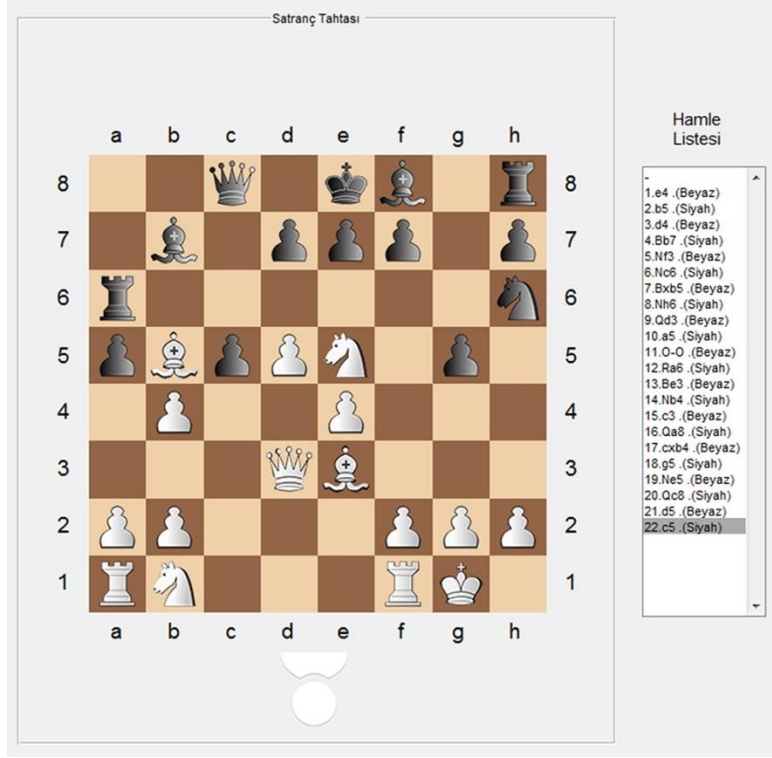 Satranç Tahtası
a b c d e f g h
8 8
7 7
6 6
5 5
4 4
3 3
2 2
1 1
a b c d e f g h
Hamle
Listesi
-
1.e4 .(Beyaz)
2.b5 .(Siyah)
3.d4 .(Beyaz)
4.Bb7 .(Siyah)
5.Nf3 .(Beyaz)
6.Nc6 .(Siyah)
7.Bxb5 .(Beyaz)
8.Nh6 .(Siyah)
9.Qd3 .(Beyaz)
10.a5 .(Siyah)
11.O-O .(Beyaz)
12.Ra6 .(Siyah)
13.Be3 .(Beyaz)
14.Nb4 .(Siyah)
15.c3 .(Beyaz)
16.Qa8 .(Siyah)
17.cxb4 .(Beyaz)
18.g5 .(Siyah)
19.Ne5 .(Beyaz)
20.Qc8 .(Siyah)
21.d5 .(Beyaz)
22.c5 .(Siyah)